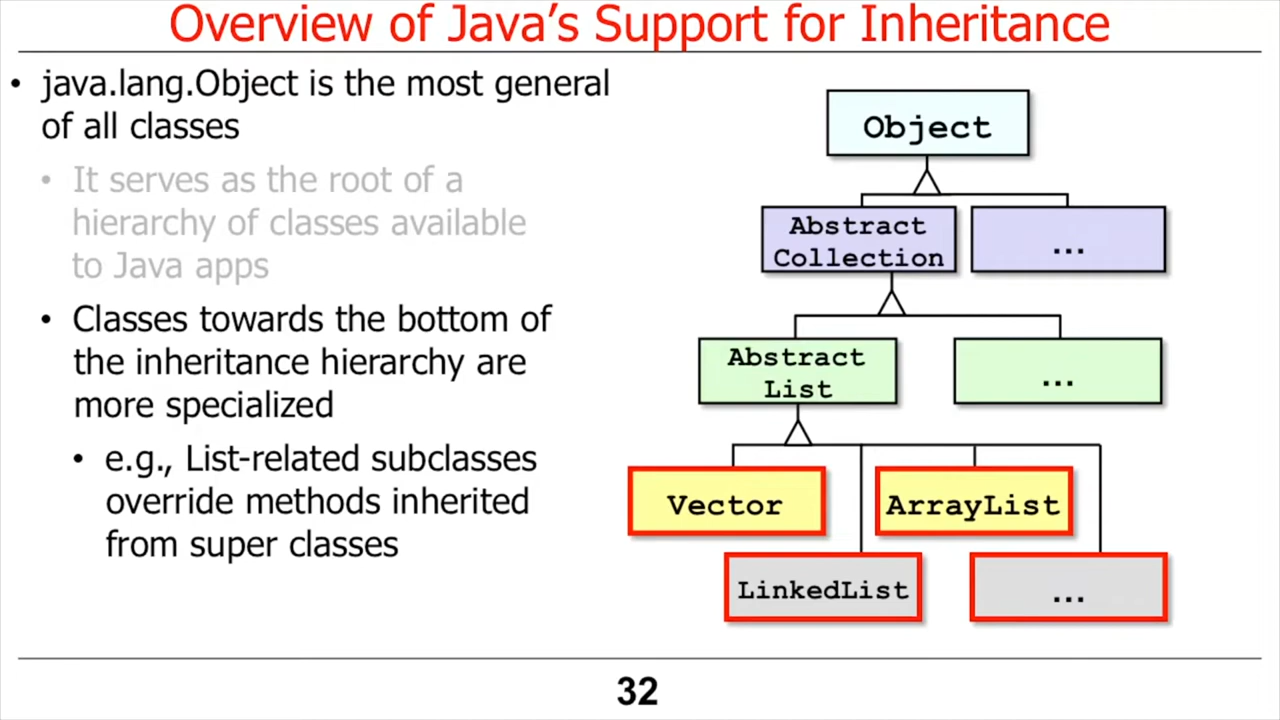 Overview of Java's Support for Inheritance
• java.lang.Object is the most general
of all classes
• It serves as the root of a
hierarchy of classes available
to Java apps
• Classes towards the bottom of
the inheritance hierarchy are
more specialized
• e.g., List-related subclasses
override methods inherited
from super classes
Object
Abstract
Collection
...
Abstract
List
...
Vector
ArrayList
LinkedList
...
32